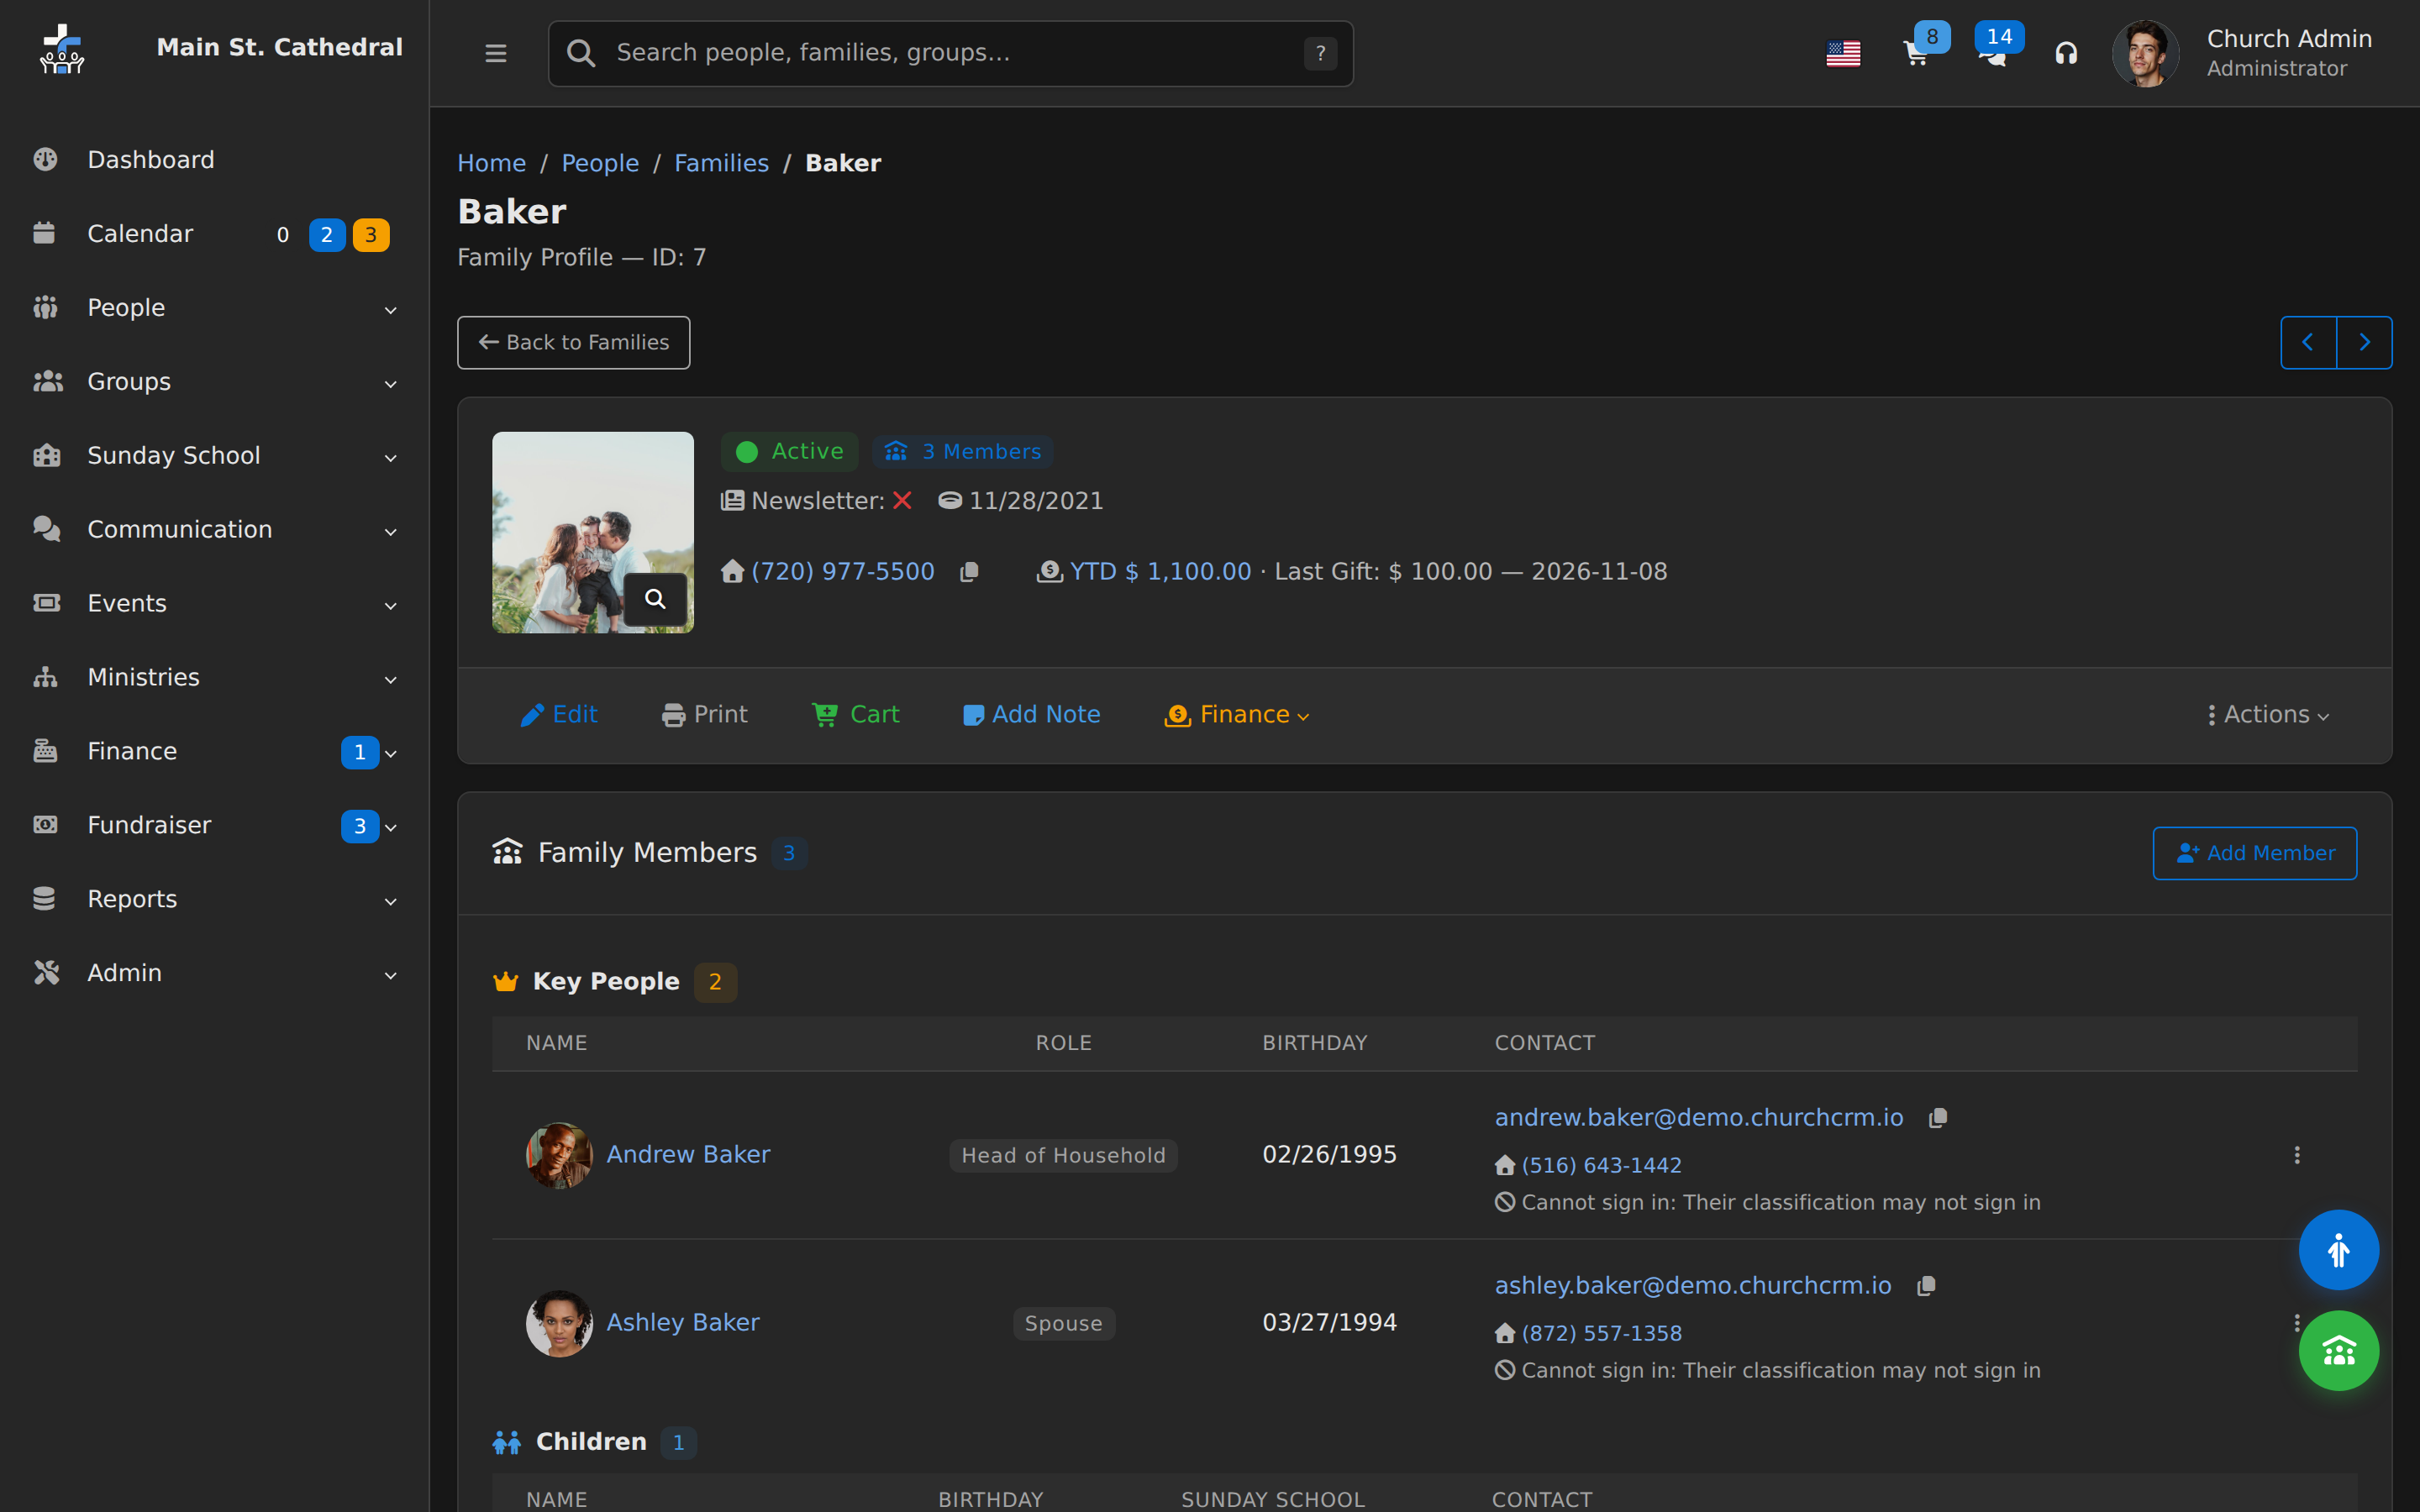 Main St. Cathedral
Search people, families, groups... ?
8
14
Church Admin
Administrator
Dashboard
Calendar 0 2 3
People
Groups
Sunday School
Communication
Events
Ministries
Finance 1
Fundraiser 3
Reports
Admin
Home / People / Families / Baker
Baker
Family Profile — ID: 7
Back to Families
Active 3 Members
Newsletter: 11/28/2021
(720) 977-5500 YTD $ 1,100.00 · Last Gift: $ 100.00 — 2026-11-08
Edit Print Cart Add Note Finance Actions
Family Members 3 Add Member
Key People 2
NAME ROLE BIRTHDAY CONTACT
Andrew Baker Head of Household 02/26/1995 andrew.baker@demo.churchcrm.io
(516) 643-1442
Cannot sign in: Their classification may not sign in
Ashley Baker Spouse 03/27/1994 ashley.baker@demo.churchcrm.io
(872) 557-1358
Cannot sign in: Their classification may not sign in
Children 1
NAME BIRTHDAY SUNDAY SCHOOL CONTACT